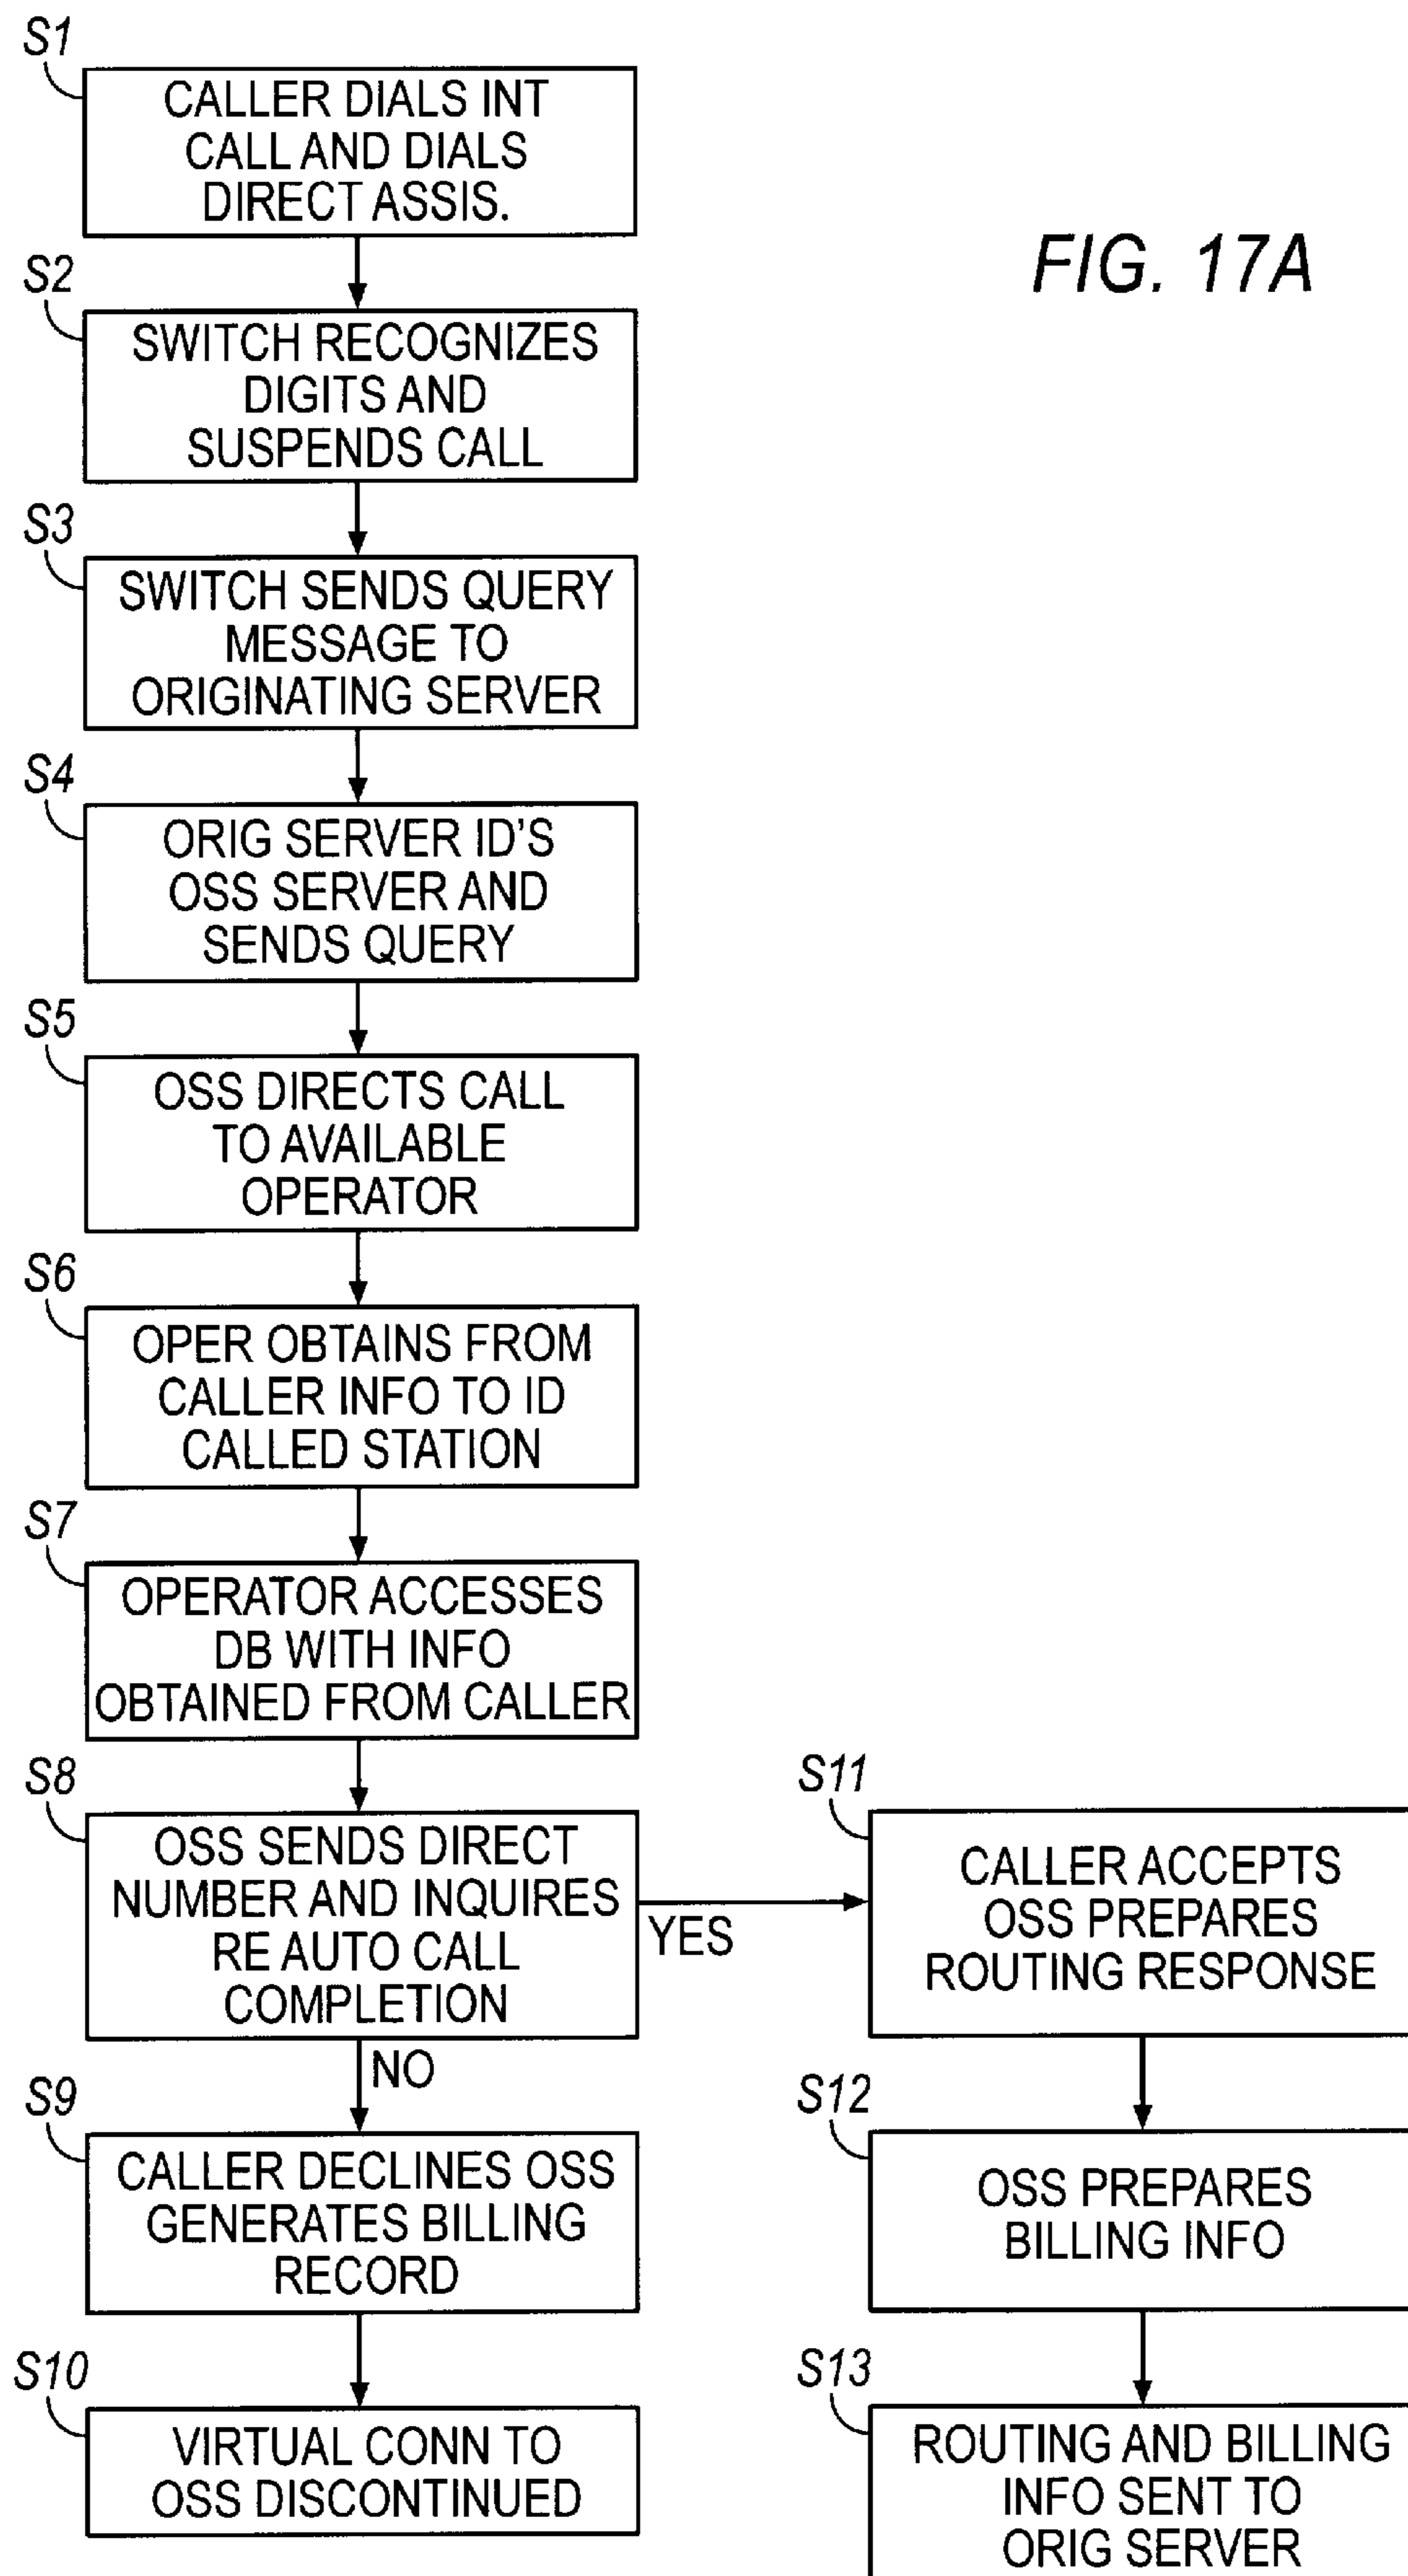 S1
CALLER DIALS INT
CALL AND DIALS
DIRECT ASSIS.
FIG. 17A
S2
SWITCH RECOGNIZES
DIGITS AND
SUSPENDS CALL
S3
SWITCH SENDS QUERY
MESSAGE TO
ORIGINATING SERVER
S4
ORIG SERVER ID'S
OSS SERVER AND
SENDS QUERY
S5
OSS DIRECTS CALL
TO AVAILABLE
OPERATOR
S6
OPER OBTAINS FROM
CALLER INFO TO ID
CALLED STATION
S7
OPERATOR ACCESSES
DB WITH INFO
OBTAINED FROM CALLER
S8
OSS SENDS DIRECT
NUMBER AND INQUIRES
RE AUTO CALL
COMPLETION
YES
NO
S9
CALLER DECLINES OSS
GENERATES BILLING
RECORD
S10
VIRTUAL CONN TO
OSS DISCONTINUED
S11
CALLER ACCEPTS
OSS PREPARES
ROUTING RESPONSE
S12
OSS PREPARES
BILLING INFO
S13
ROUTING AND BILLING
INFO SENT TO
ORIG SERVER